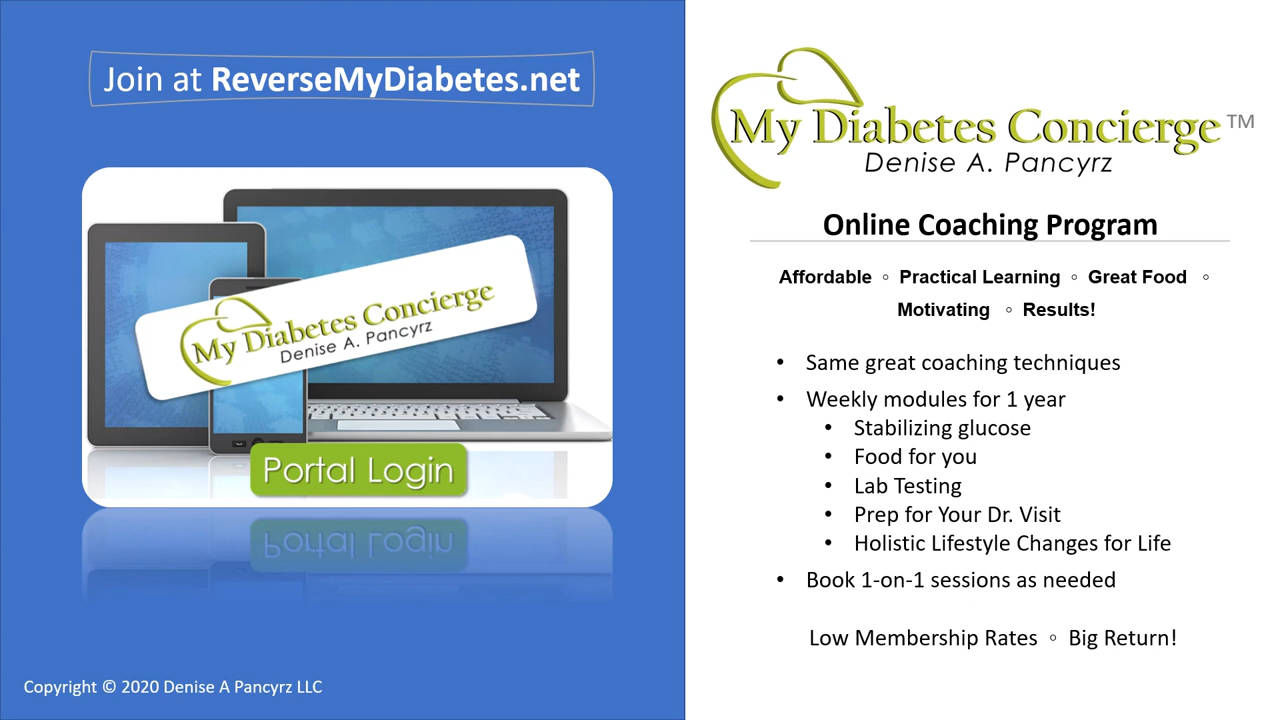 Join at ReverseMyDiabetes.net
My Diabetes Concierge
Denise A. Pancyrz
Portal Login
Portal Login
Copyright © 2020 Denise A Pancyrz LLC
My Diabetes Concierge™
Denise A. Pancyrz
Online Coaching Program
Affordable ◦ Practical Learning ◦ Great Food ◦
Motivating ◦ Results!
• Same great coaching techniques
• Weekly modules for 1 year
• Stabilizing glucose
• Food for you
• Lab Testing
• Prep for Your Dr. Visit
• Holistic Lifestyle Changes for Life
• Book 1-on-1 sessions as needed
Low Membership Rates ◦ Big Return!